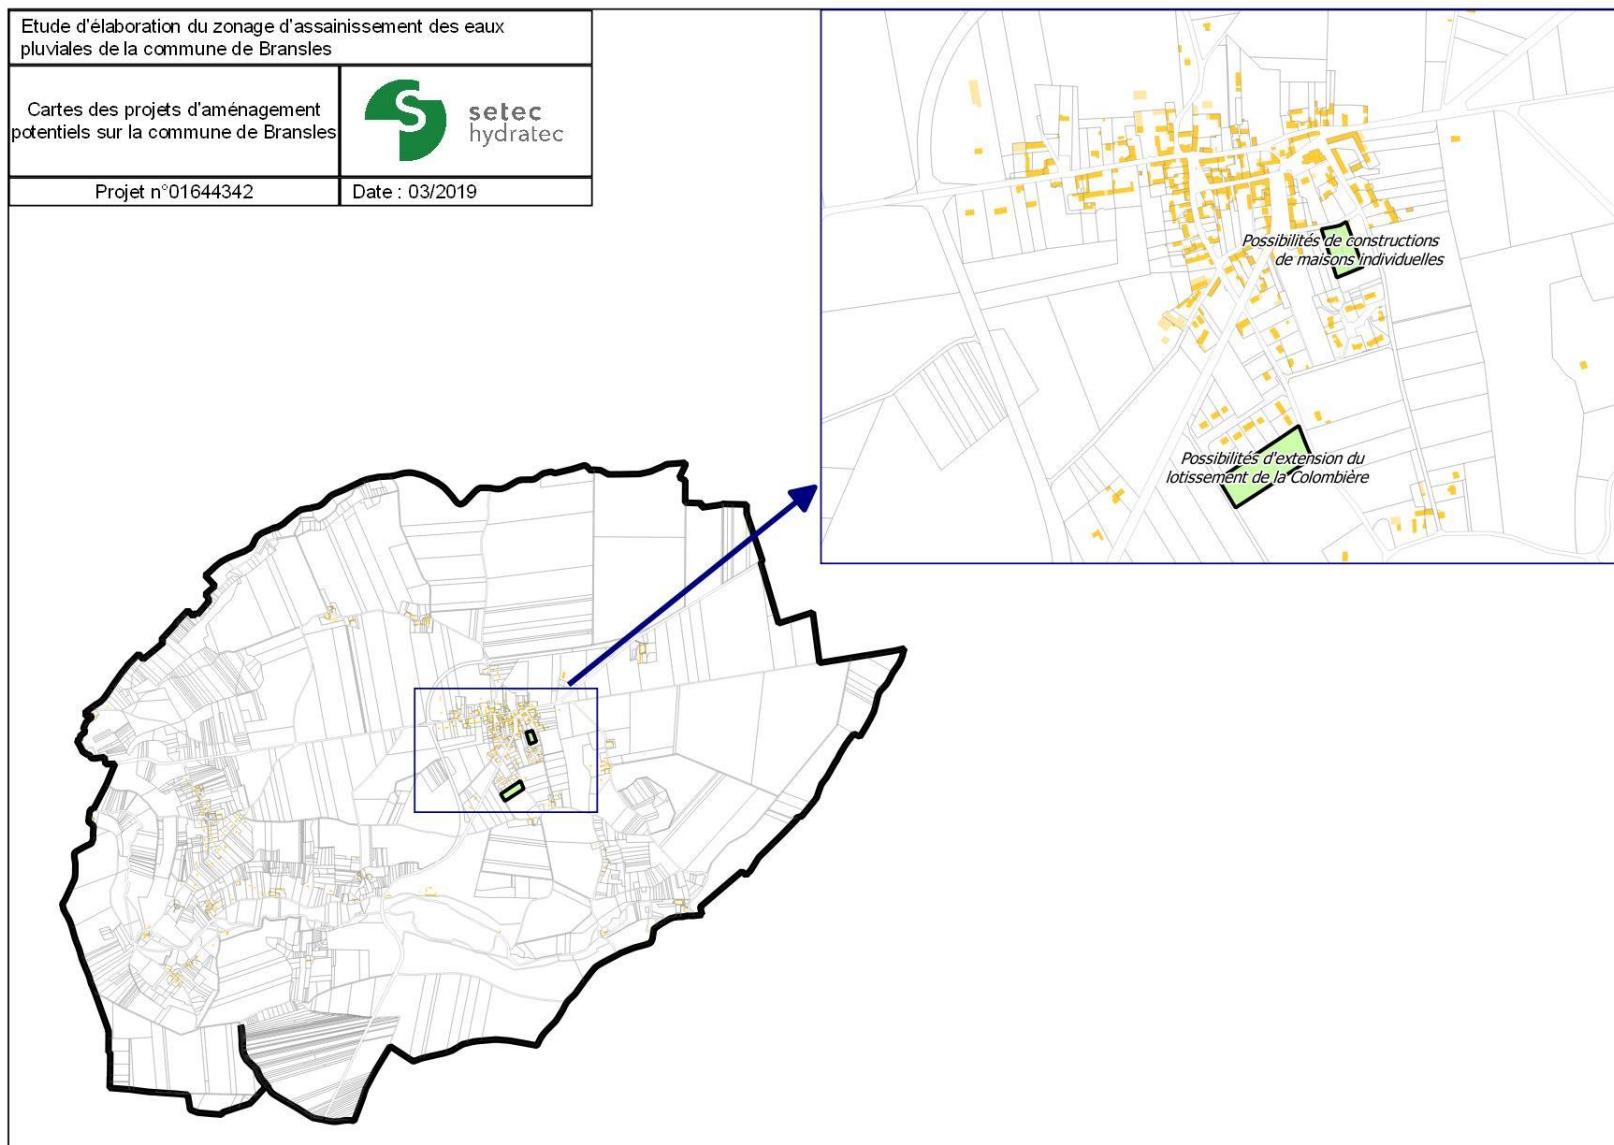 Etude d'élaboration du zonage d'assainissement des eaux
pluviales de la commune de Bransles
Cartes des projets d'aménagement
potentiels sur la commune de Bransles
S
setec
hydratec
Projet n°01644342
Date : 03/2019
Possibilités de constructions
de maisons individuelles
Possibilités d'extension du
lotissement de la Colombière